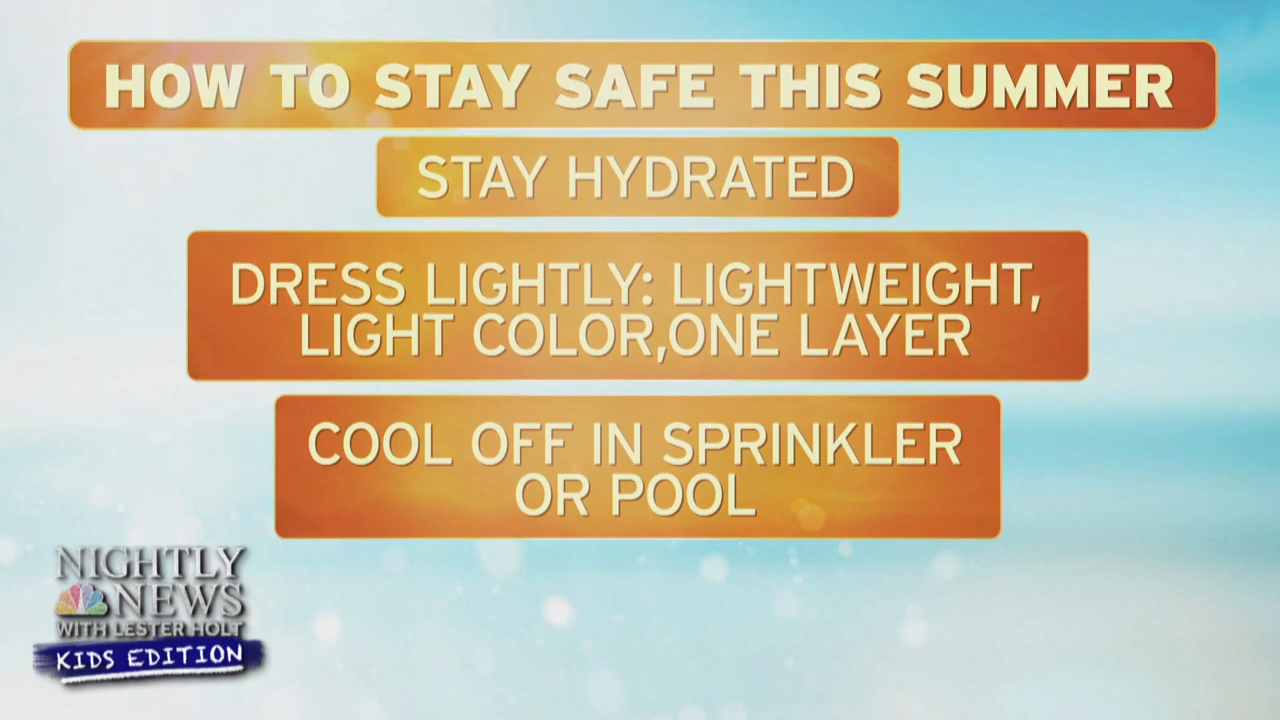 HOW TO STAY SAFE THIS SUMMER
STAY HYDRATED
DRESS LIGHTLY: LIGHTWEIGHT,
LIGHT COLOR,ONE LAYER
COOL OFF IN SPRINKLER
OR POOL
NIGHTLY
NEWS
WITH LESTER HOLT
KIDS EDITION